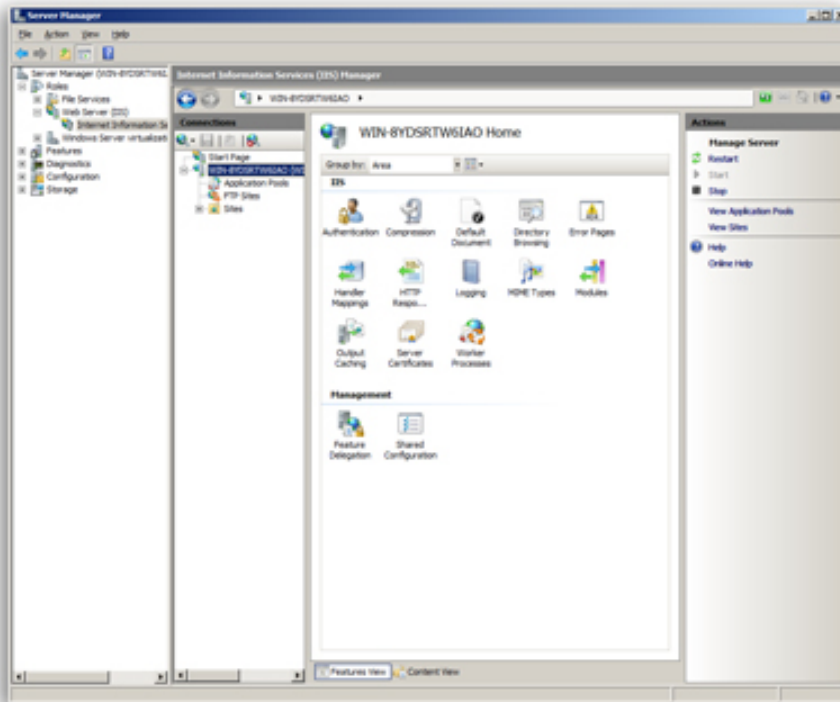 Server Manager
File Action View Help
Server Manager (WIN-8YDSRTW6I
Roles
File Services
Web Server (IIS)
Internet Information Se
Windows Server virtualizati
Features
Diagnostics
Configuration
Storage
Internet Information Services (IIS) Manager
WIN-8YDSRTW6IAO
Connections
Start Page
WIN-8YDSRTW6IAO (WI
Application Pools
FTP Sites
Sites
WIN-8YDSRTW6IAO Home
Group by: Area
IIS
Authentication
Compression
Default Document
Directory Browsing
Error Pages
Handler Mappings
HTTP Respo...
Logging
MIME Types
Modules
Output Caching
Server Certificates
Worker Processes
Management
Feature Delegation
Shared Configuration
Features View
Content View
Actions
Manage Server
Restart
Start
Stop
View Application Pools
View Sites
Help
Online Help